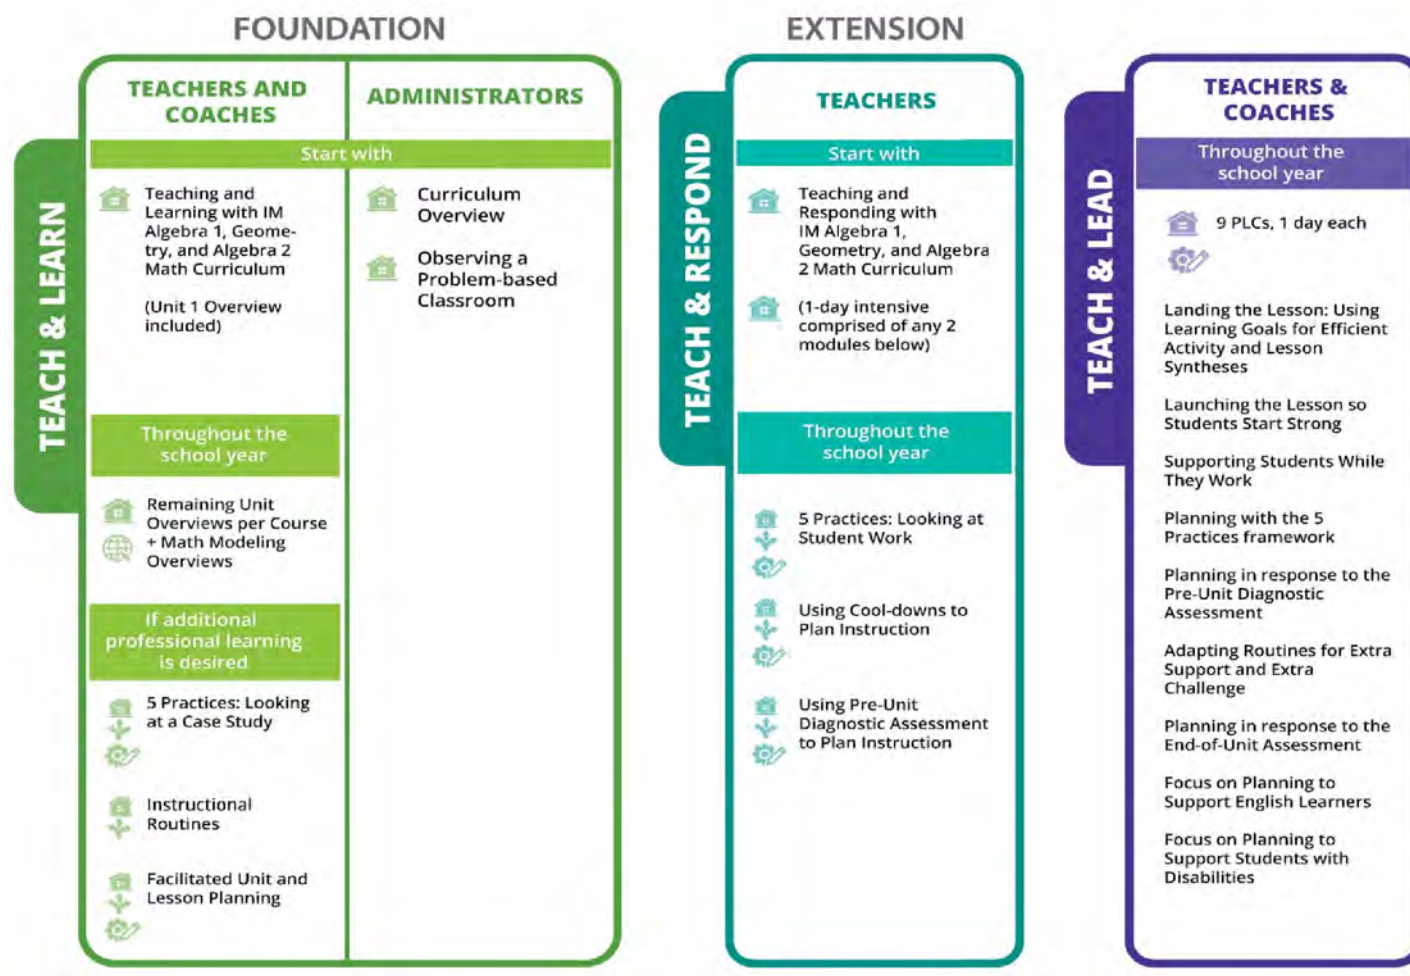 FOUNDATION
TEACH & LEARN
TEACHERS AND
COACHES
ADMINISTRATORS
Start with
Teaching and
Learning with IM
Algebra 1, Geome-
try, and Algebra 2
Math Curriculum
(Unit 1 Overview
included)
Throughout the
school year
Remaining Unit
Overviews per Course
+ Math Modeling
Overviews
If additional
professional learning
is desired
5 Practices: Looking
at a Case Study
Instructional
Routines
Facilitated Unit and
Lesson Planning
Curriculum
Overview
Observing a
Problem-based
Classroom
EXTENSION
TEACH & RESPOND
TEACHERS
Start with
Teaching and
Responding with
IM Algebra 1,
Geometry, and Algebra
2 Math Curriculum
(1-day intensive
comprised of any 2
modules below)
Throughout the
school year
5 Practices: Looking at
Student Work
Using Cool-downs to
Plan Instruction
Using Pre-Unit
Diagnostic Assessment
to Plan Instruction
TEACH & LEAD
TEACHERS &
COACHES
Throughout the
school year
9 PLCs, 1 day each
Landing the Lesson: Using
Learning Goals for Efficient
Activity and Lesson
Syntheses
Launching the Lesson so
Students Start Strong
Supporting Students While
They Work
Planning with the 5
Practices framework
Planning in response to the
Pre-Unit Diagnostic
Assessment
Adapting Routines for Extra
Support and Extra
Challenge
Planning in response to the
End-of-Unit Assessment
Focus on Planning to
Support English Learners
Focus on Planning to
Support Students with
Disabilities